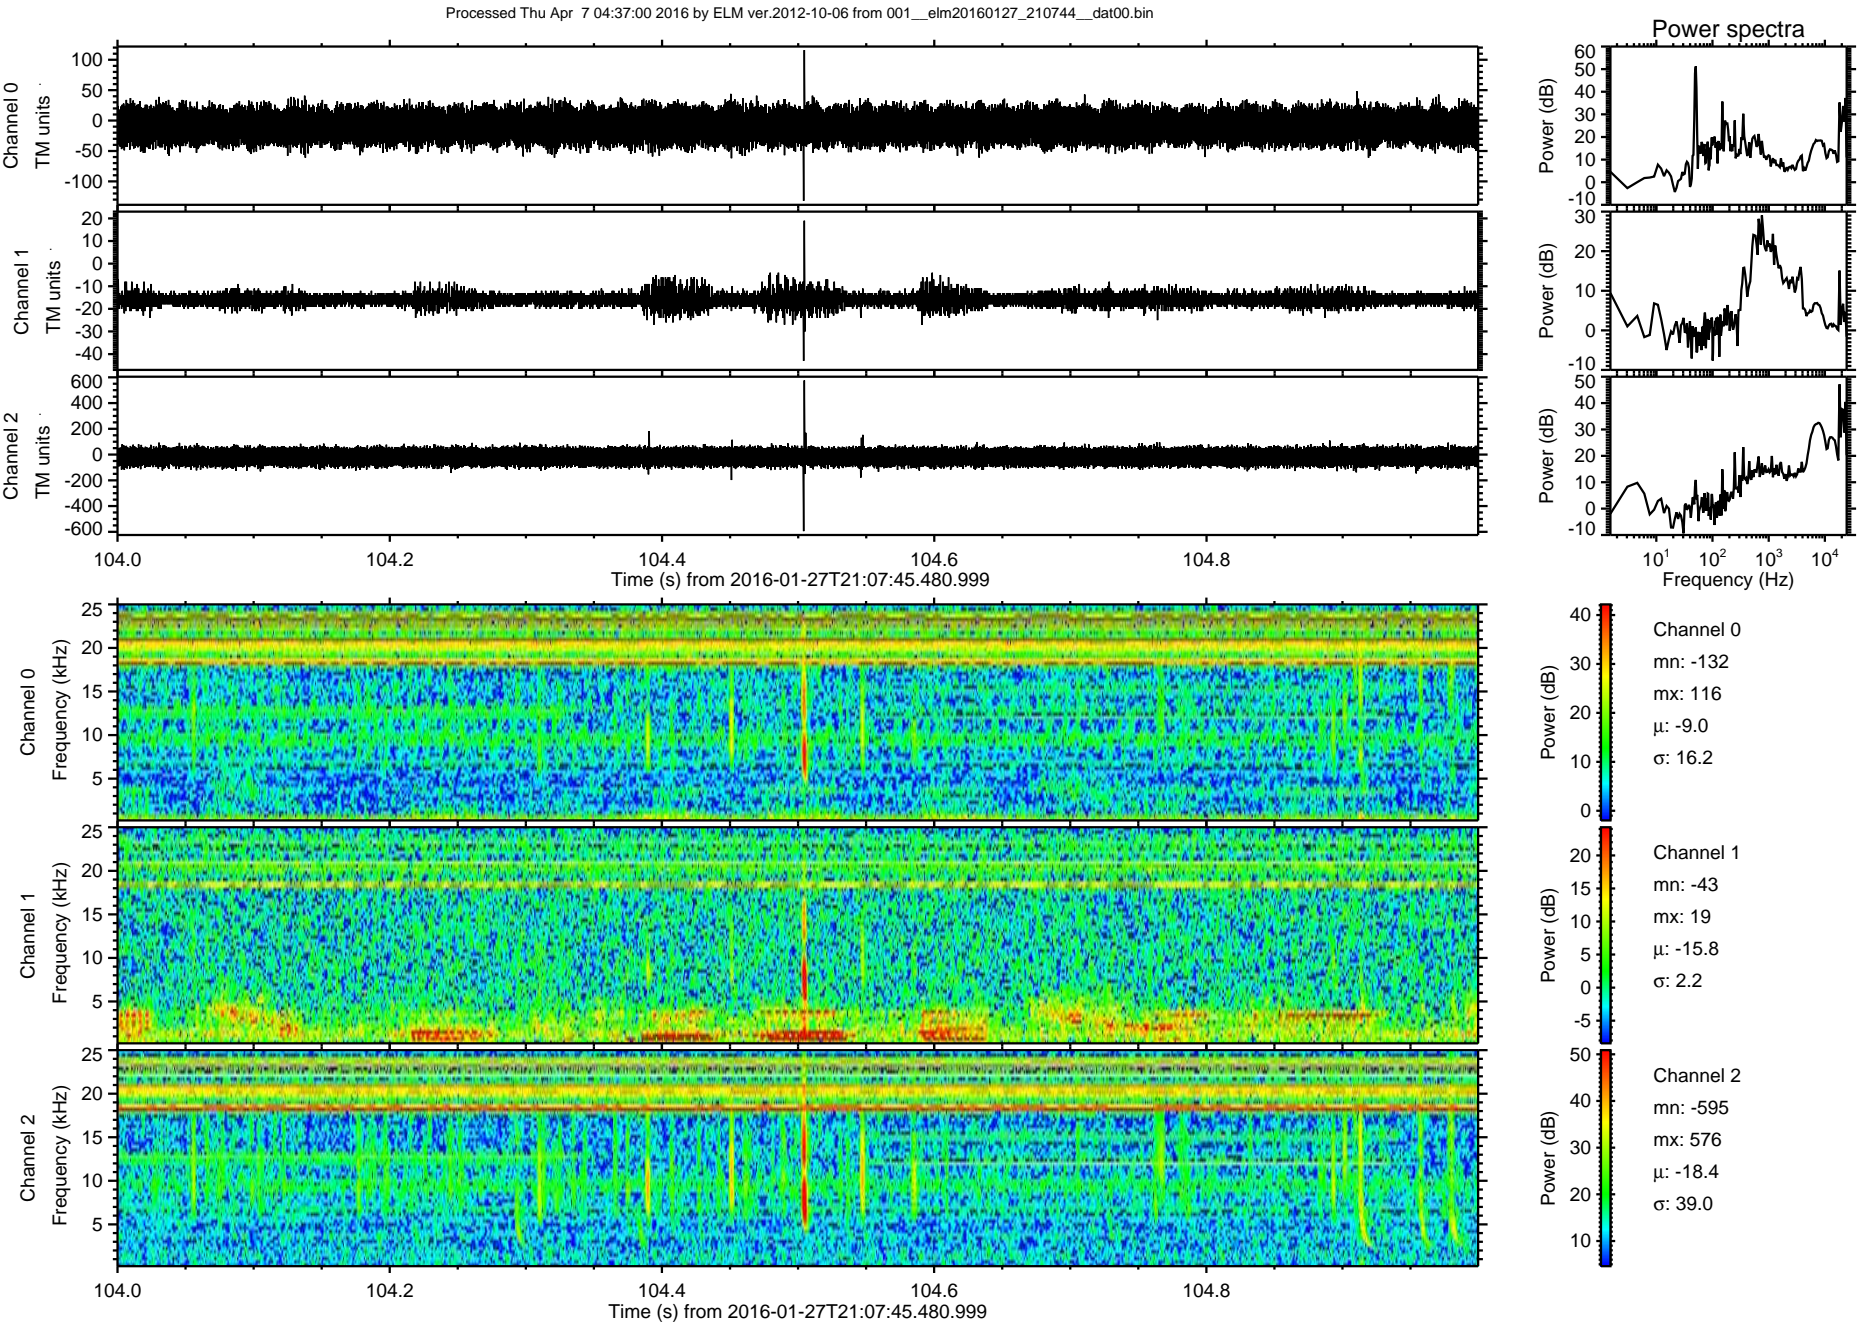 Processed Thu Apr  7 04:37:00 2016 by ELM ver.2012-10-06 from 001__elm20160127_210744__dat00.bin
Power spectra
Channel 0
TM units
100
50
0
-50
-100
Power (dB)
60
50
40
30
20
10
0
-10
Channel 1
TM units
20
10
0
-10
-20
-30
-40
Power (dB)
30
20
10
0
-10
Channel 2
TM units
600
400
200
0
-200
-400
-600
Power (dB)
50
40
30
20
10
0
-10
104.0 104.2 104.4 104.6 104.8
Time (s) from 2016-01-27T21:07:45.480.999
10^1 10^2 10^3 10^4
Frequency (Hz)
Channel 0
Frequency (kHz)
25
20
15
10
5
Power (dB)
40
30
20
10
0
Channel 0
mn: -132
mx: 116
µ: -9.0
σ: 16.2
Channel 1
Frequency (kHz)
25
20
15
10
5
Power (dB)
20
15
10
5
0
-5
Channel 1
mn: -43
mx: 19
µ: -15.8
σ: 2.2
Channel 2
Frequency (kHz)
25
20
15
10
5
Power (dB)
50
40
30
20
10
Channel 2
mn: -595
mx: 576
µ: -18.4
σ: 39.0
104.0 104.2 104.4 104.6 104.8
Time (s) from 2016-01-27T21:07:45.480.999